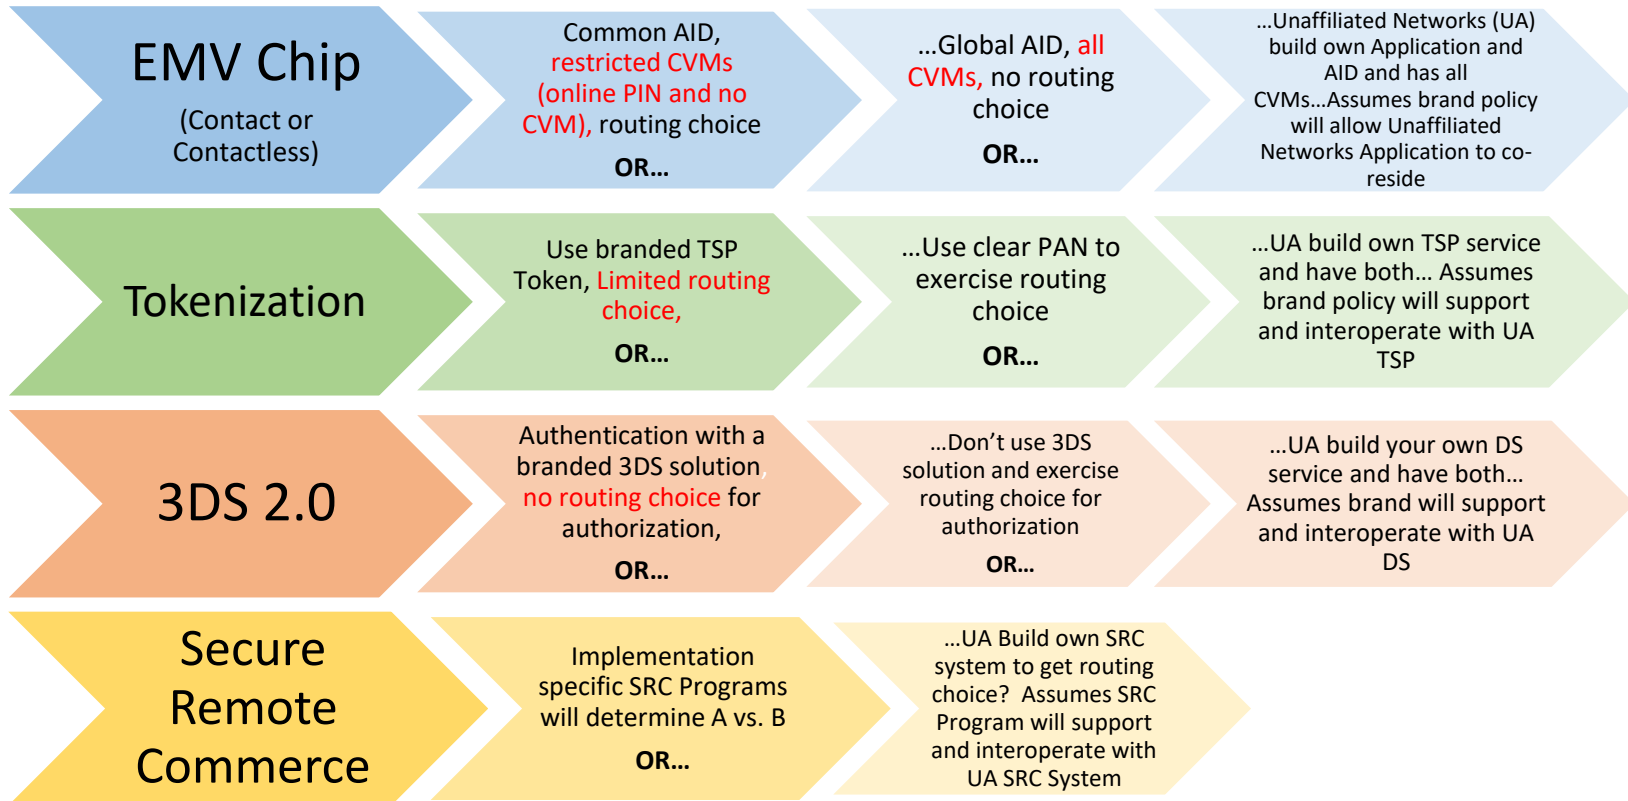 EMV Chip
(Contact or
Contactless)
Common AID,
restricted CVMs
(online PIN and no
CVM), routing choice
OR...
...Global AID, all
CVMs, no routing
choice
OR...
...Unaffiliated Networks (UA)
build own Application and
AID and has all
CVMs...Assumes brand policy
will allow Unaffiliated
Networks Application to co-
reside
Tokenization
Use branded TSP
Token, Limited routing
choice,
OR...
...Use clear PAN to
exercise routing
choice
OR...
...UA build own TSP service
and have both... Assumes
brand policy will support
and interoperate with UA
TSP
3DS 2.0
Authentication with a
branded 3DS solution,
no routing choice for
authorization,
OR...
...Don’t use 3DS
solution and exercise
routing choice for
authorization
OR...
...UA build your own DS
service and have both...
Assumes brand will support
and interoperate with UA
DS
Secure
Remote
Commerce
Implementation
specific SRC Programs
will determine A vs. B
OR...
...UA Build own SRC
system to get routing
choice?  Assumes SRC
Program will support
and interoperate with
UA SRC System